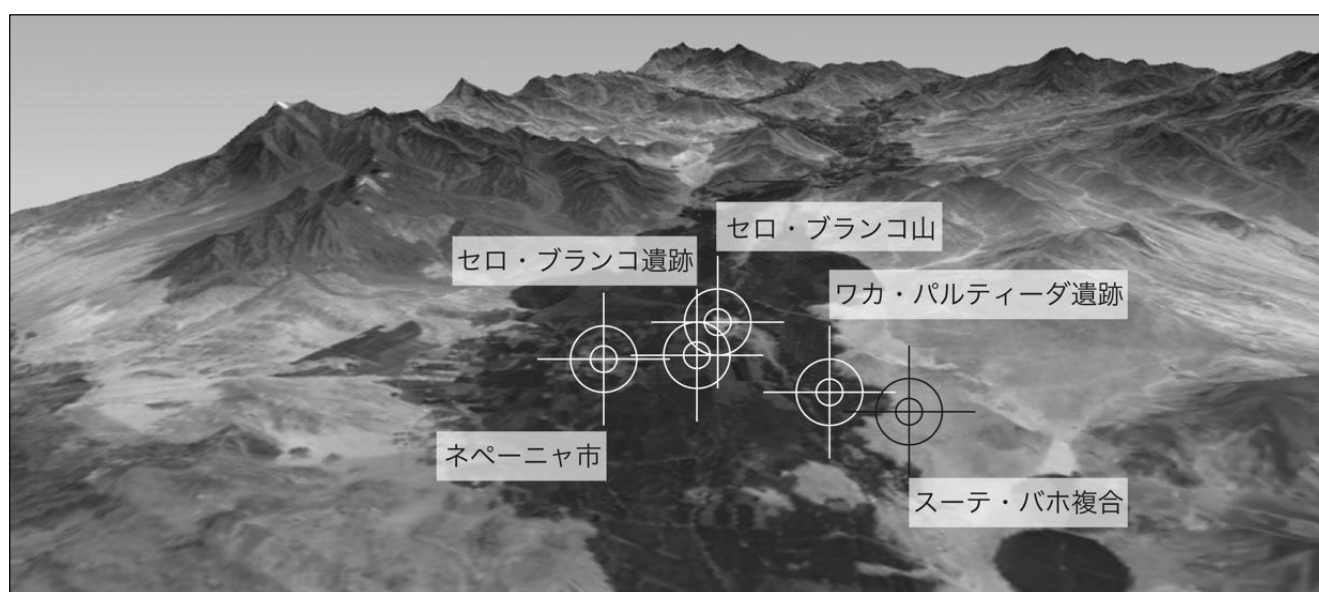 セロ・ブランコ山
セロ・ブランコ遺跡
ワカ・パルティーダ遺跡
ネペーニャ市
スーテ・バホ複合